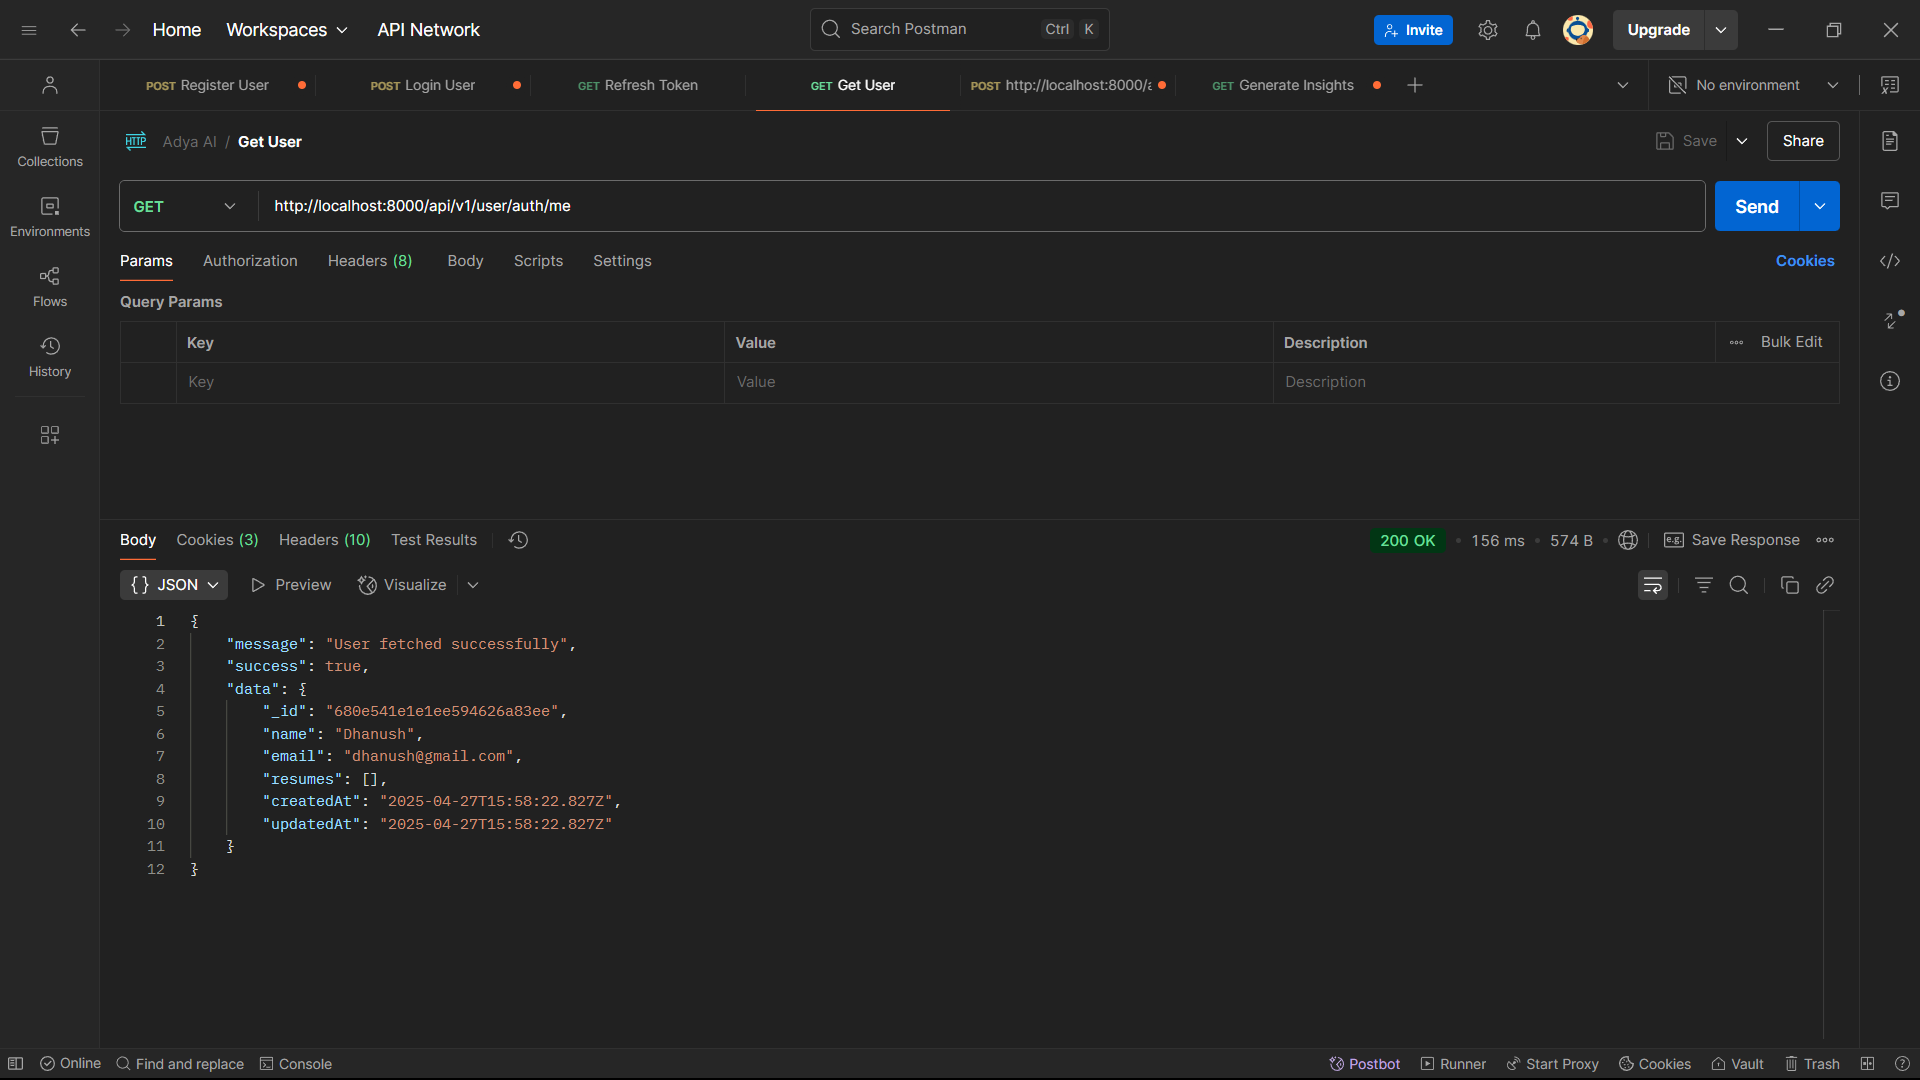 Home Workspaces API Network Search Postman Ctrl K Invite Upgrade
POST Register User POST Login User GET Refresh Token GET Get User POST http://localhost:8000/ GET Generate Insights No environment
HTTP Adya AI / Get User Save Share
Collections
GET http://localhost:8000/api/v1/user/auth/me Send
Environments
Params Authorization Headers (8) Body Scripts Settings Cookies
Flows
Query Params
Key Value Description Bulk Edit
History
Key Value Description
Body Cookies (3) Headers (10) Test Results 200 OK • 156 ms • 574 B • e.g. Save Response
{} JSON Preview Visualize
1 {
2 "message": "User fetched successfully",
3 "success": true,
4 "data": {
5 "_id": "680e541e1e1ee594626a83ee",
6 "name": "Dhanush",
7 "email": "dhanush@gmail.com",
8 "resumes": [],
9 "createdAt": "2025-04-27T15:58:22.827Z",
10 "updatedAt": "2025-04-27T15:58:22.827Z"
11 }
12 }
Online Find and replace Console Postbot Runner Start Proxy Cookies Vault Trash